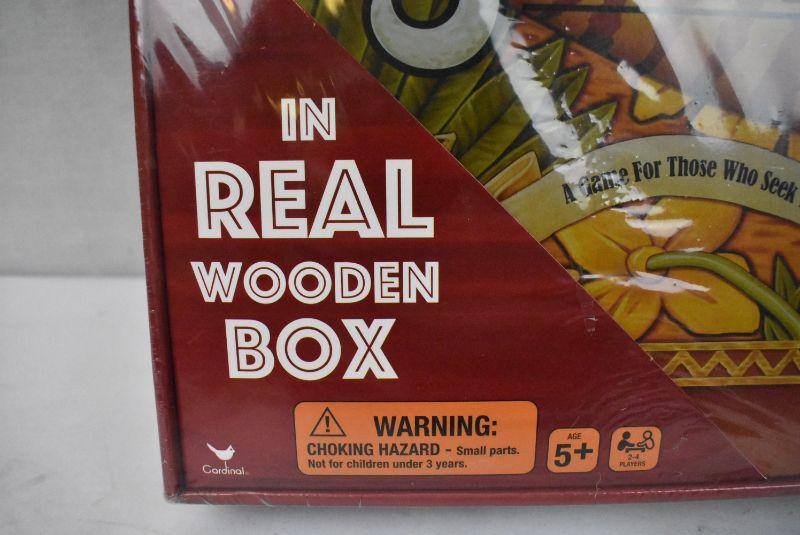 IN
REAL
WOODEN
BOX
A Game For Those Who Seek
WARNING:
CHOKING HAZARD - Small parts.
Not for children under 3 years.
AGE
5+
2-4
PLAYERS
Cardinal